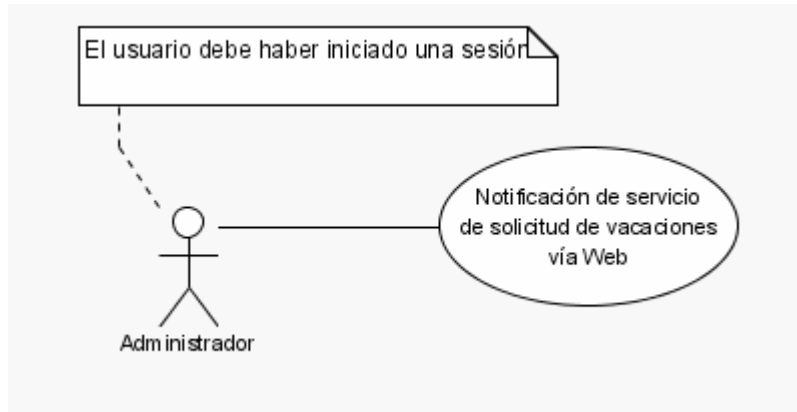 El usuario debe haber iniciado una sesión
Notificación de servicio
de solicitud de vacaciones
vía Web
Administrador